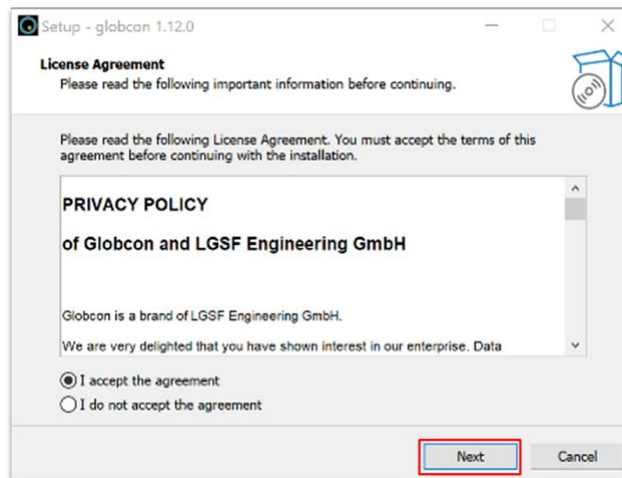 Setup - globcon 1.12.0
License Agreement
Please read the following important information before continuing.
Please read the following License Agreement. You must accept the terms of this
agreement before continuing with the installation.
PRIVACY POLICY
of Globcon and LGSF Engineering GmbH
Globcon is a brand of LGSF Engineering GmbH.
We are very delighted that you have shown interest in our enterprise. Data
I accept the agreement
I do not accept the agreement
Next
Cancel